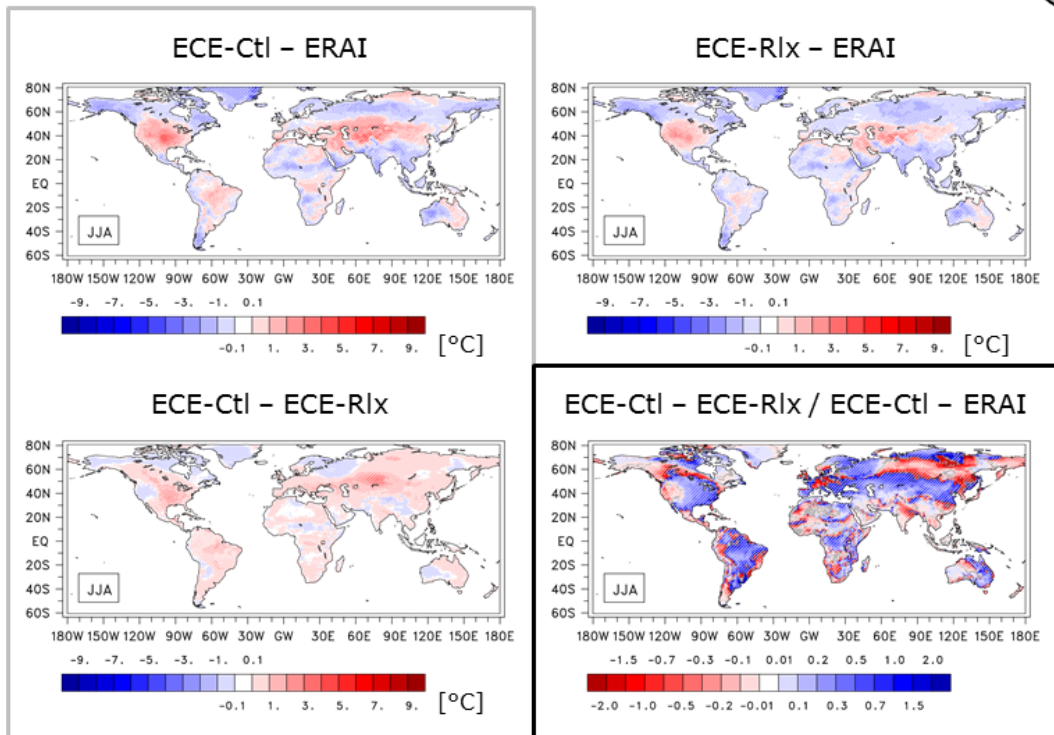 ECE-Ctl – ERAI
80N
60N
40N
20N
EQ
20S
40S
60S
JJA
180W 150W 120W 90W 60W 30W GW 30E 60E 90E 120E 150E 180E
-9. -7. -5. -3. -1. 0.1
-0.1 1. 3. 5. 7. 9.
[°C]
ECE-Rlx – ERAI
80N
60N
40N
20N
EQ
20S
40S
60S
JJA
180W 150W 120W 90W 60W 30W GW 30E 60E 90E 120E 150E 180E
-9. -7. -5. -3. -1. 0.1
-0.1 1. 3. 5. 7. 9.
[°C]
ECE-Ctl – ECE-Rlx
80N
60N
40N
20N
EQ
20S
40S
60S
JJA
180W 150W 120W 90W 60W 30W GW 30E 60E 90E 120E 150E 180E
-9. -7. -5. -3. -1. 0.1
-0.1 1. 3. 5. 7. 9.
[°C]
ECE-Ctl – ECE-Rlx / ECE-Ctl – ERAI
80N
60N
40N
20N
EQ
20S
40S
60S
JJA
180W 150W 120W 90W 60W 30W GW 30E 60E 90E 120E 150E 180E
-1.5 -0.7 -0.3 -0.1 0.01 0.2 0.5 1.0 2.0
-2.0 -1.0 -0.5 -0.2 -0.01 0.1 0.3 0.7 1.5